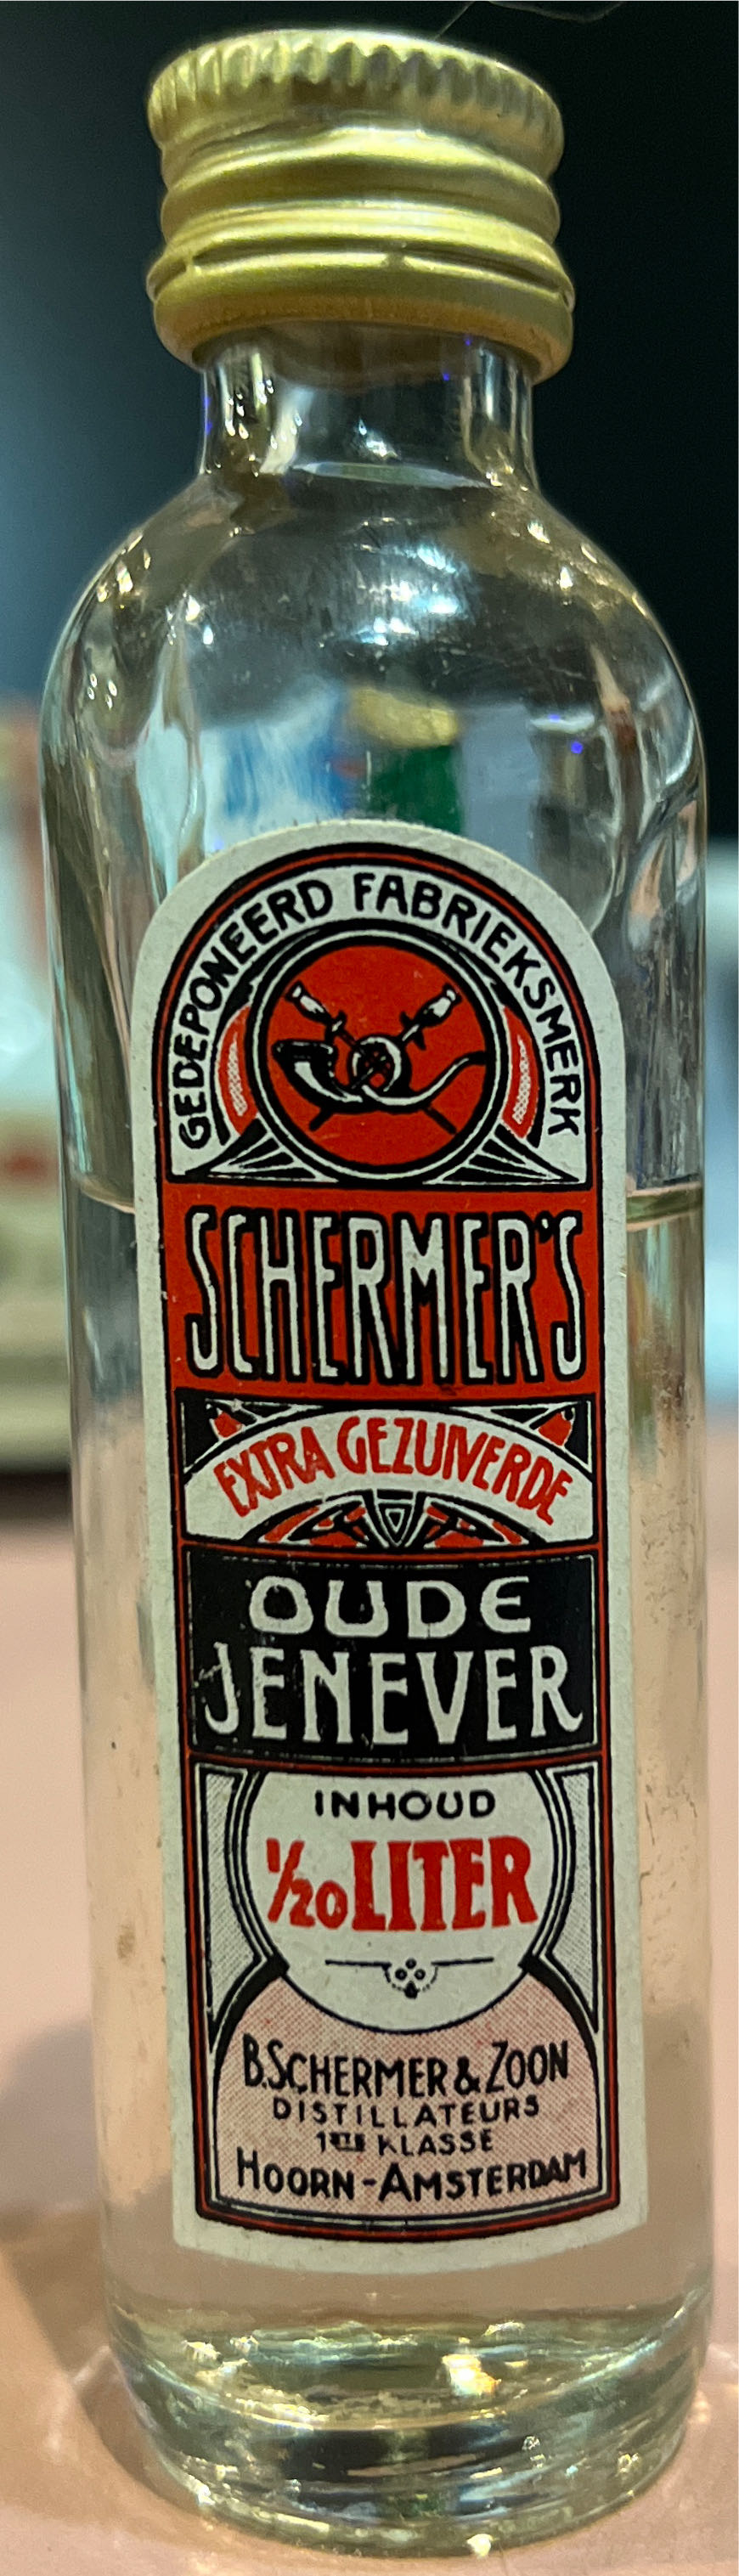 GEDEPONEERD FABRIEKSMERK
SCHERMER'S
EXTRA GEZUIVERDE
OUDE
JENEVER
INHOUD
1/20 LITER
B. SCHERMER & ZOON
DISTILLATEURS
1STE KLASSE
HOORN-AMSTERDAM